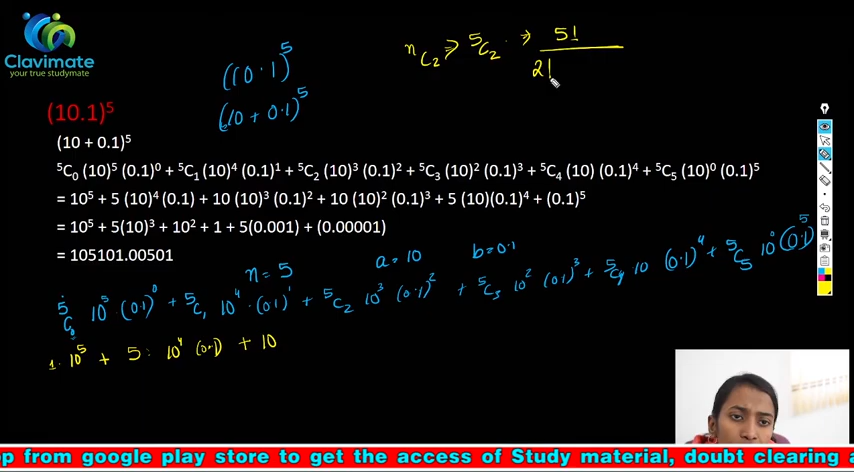 Clavimate
your true studymate
ⁿC₂ ⇒ ⁵C₂ ⇒ 5!
2!
(10.1)⁵
(10 + 0.1)⁵
(10.1)⁵
(10 + 0.1)⁵
⁵C₀ (10)⁵ (0.1)⁰ + ⁵C₁ (10)⁴ (0.1)¹ + ⁵C₂ (10)³ (0.1)² + ⁵C₃ (10)² (0.1)³ + ⁵C₄ (10) (0.1)⁴ + ⁵C₅ (10)⁰ (0.1)⁵
= 10⁵ + 5 (10)⁴ (0.1) + 10 (10)³ (0.1)² + 10 (10)² (0.1)³ + 5 (10)(0.1)⁴ + (0.1)⁵
= 10⁵ + 5(10)³ + 10² + 1 + 5(0.001) + (0.00001)
= 105101.00501
n = 5 a = 10 b = 0.1
⁵C₀ 10⁵ (0.1)⁰ + ⁵C₁ 10⁴ · (0.1)¹ + ⁵C₂ 10³ (0.1)² + ⁵C₃ 10² (0.1)³ + ⁵C₄ 10 (0.1)⁴ + ⁵C₅ 10⁰ (0.1)⁵
1. 10⁵ + 5. 10⁴ (0.1) + 10
op from google play store to get the access of Study material, doubt clearing a